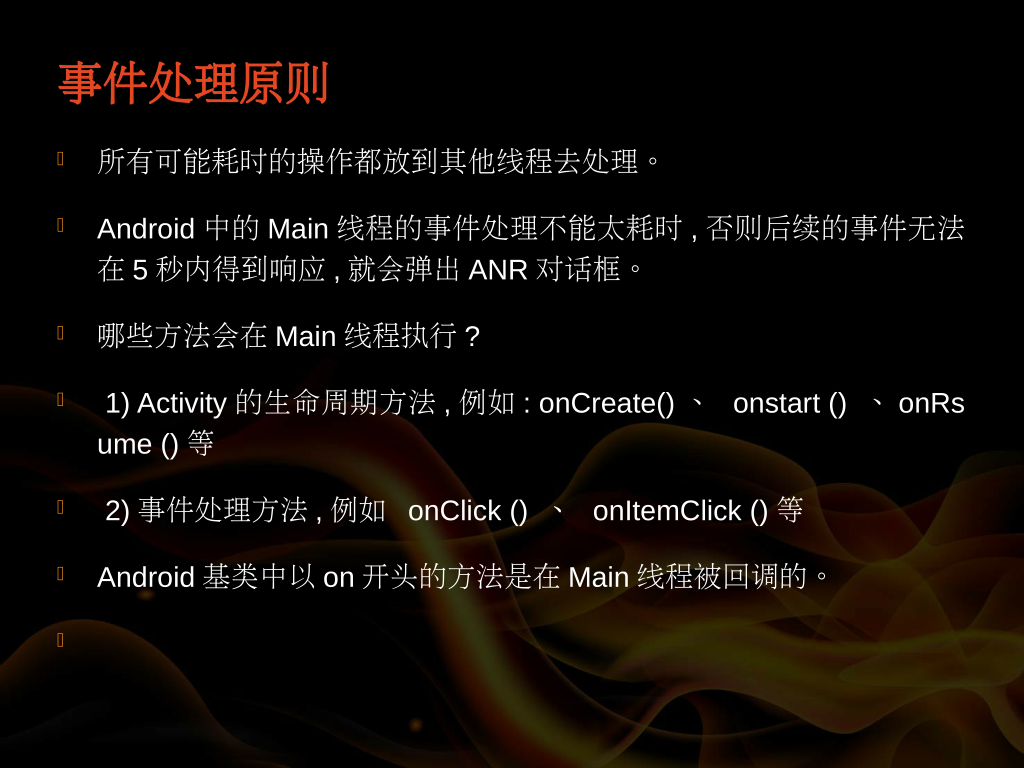 事件处理原则
所有可能耗时的操作都放到其他线程去处理。
Android 中的 Main 线程的事件处理不能太耗时 , 否则后续的事件无法
在 5 秒内得到响应 , 就会弹出 ANR 对话框。
哪些方法会在 Main 线程执行 ?
1) Activity 的生命周期方法 , 例如 : onCreate() 、 onstart () 、 onRs
ume () 等
2) 事件处理方法 , 例如 onClick () 、 onItemClick () 等
Android 基类中以 on 开头的方法是在 Main 线程被回调的。